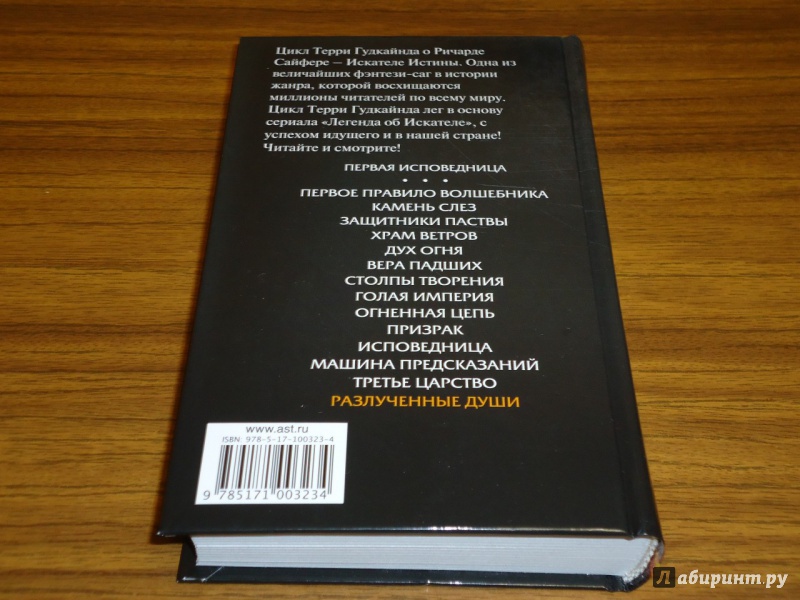 Цикл Терри Гудкайнда о Ричарде
Сайфере — Искателе Истины. Одна из
величайших фэнтези-саг в истории
жанра, которой восхищаются
миллионы читателей по всему миру.
Цикл Терри Гудкайнда лег в основу
сериала «Легенда об Искателе», с
успехом идущего и в нашей стране!
Читайте и смотрите!
ПЕРВАЯ ИСПОВЕДНИЦА
• • •
ПЕРВОЕ ПРАВИЛО ВОЛШЕБНИКА
КАМЕНЬ СЛЕЗ
ЗАЩИТНИКИ ПАСТВЫ
ХРАМ ВЕТРОВ
ДУХ ОГНЯ
ВЕРА ПАДШИХ
СТОЛПЫ ТВОРЕНИЯ
ГОЛАЯ ИМПЕРИЯ
ОГНЕННАЯ ЦЕПЬ
ПРИЗРАК
ИСПОВЕДНИЦА
МАШИНА ПРЕДСКАЗАНИЙ
ТРЕТЬЕ ЦАРСТВО
РАЗЛУЧЕННЫЕ ДУШИ
www.ast.ru
ISBN: 978-5-17-100323-4
9 785171 003234
Лабиринт.ру